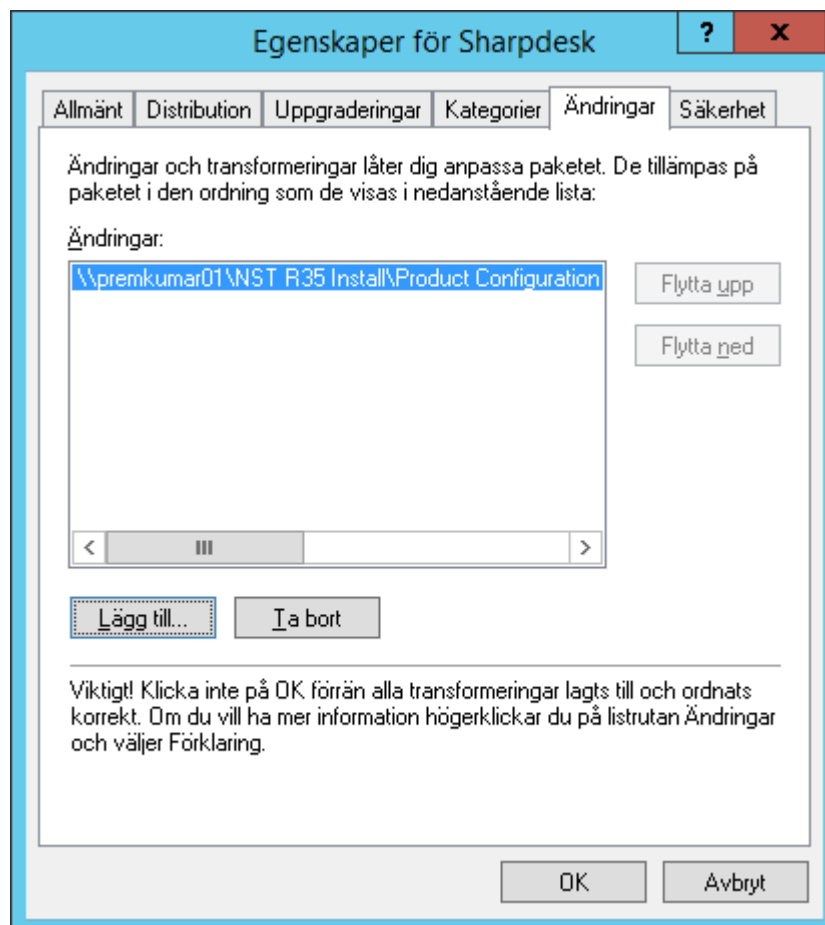 Egenskaper för Sharpdesk
?
x
Allmänt
Distribution
Uppgraderingar
Kategorier
Ändringar
Säkerhet
Ändringar och transformeringar låter dig anpassa paketet. De tillämpas på
paketet i den ordning som de visas i nedanstående lista:
Ändringar:
\\premkumar01\NST R35 Install\Product Configuration
Flytta upp
Flytta ned
Lägg till...
Ta bort
Viktigt! Klicka inte på OK förrän alla transformeringar lagts till och ordnats
korrekt. Om du vill ha mer information högerklickar du på listrutan Ändringar
och väljer Förklaring.
OK
Avbryt